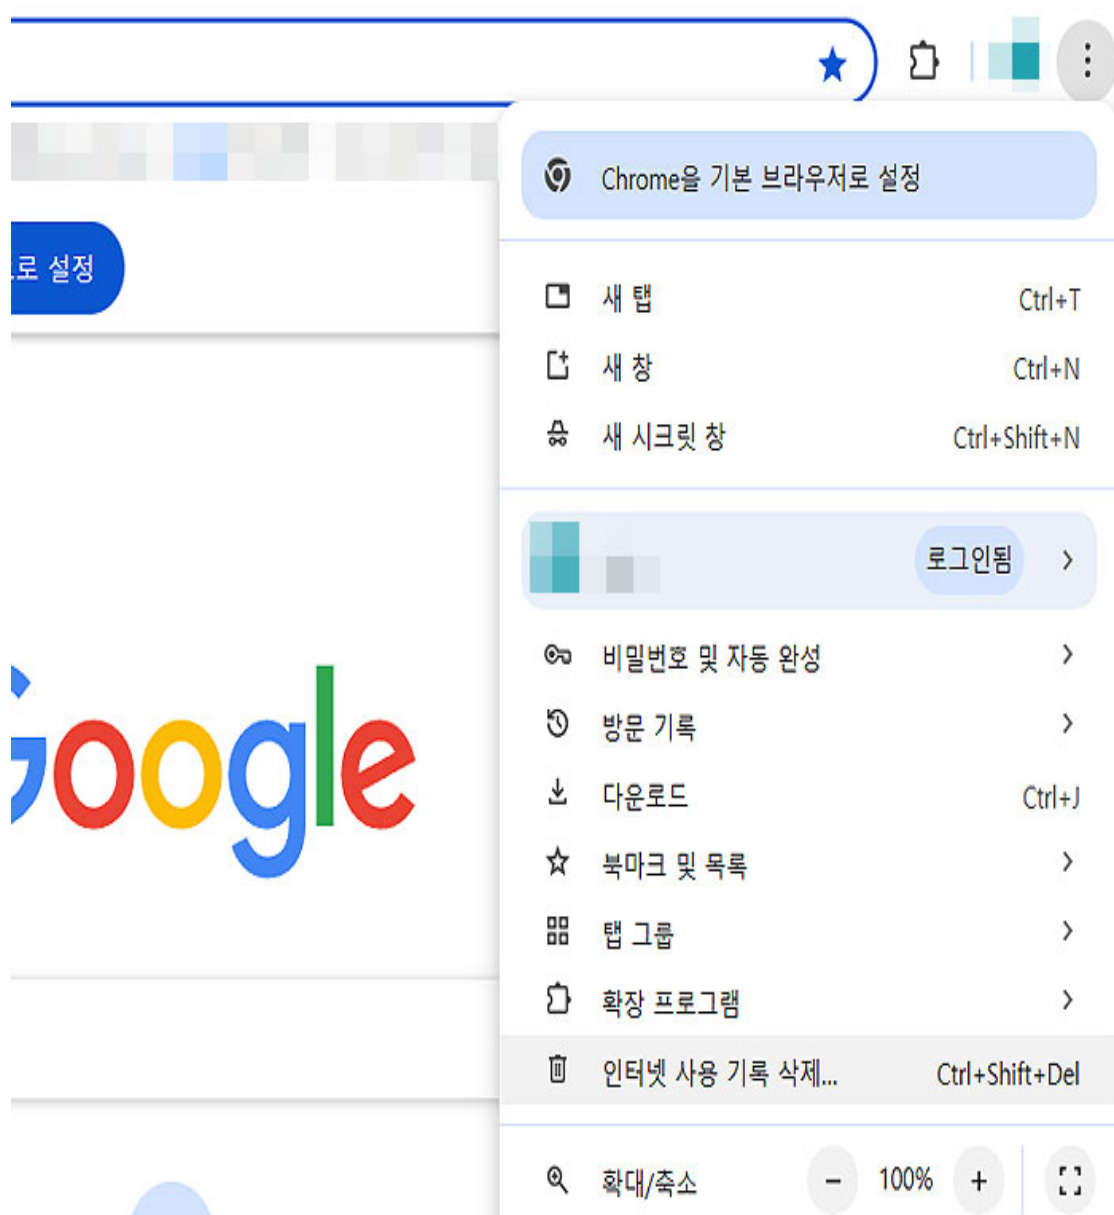 Chrome을 기본 브라우저로 설정
로 설정
새 탭 Ctrl+T
새 창 Ctrl+N
새 시크릿 창 Ctrl+Shift+N
로그인됨
비밀번호 및 자동 완성
방문 기록
Google
다운로드 Ctrl+J
북마크 및 목록
탭 그룹
확장 프로그램
인터넷 사용 기록 삭제... Ctrl+Shift+Del
확대/축소 − 100% +